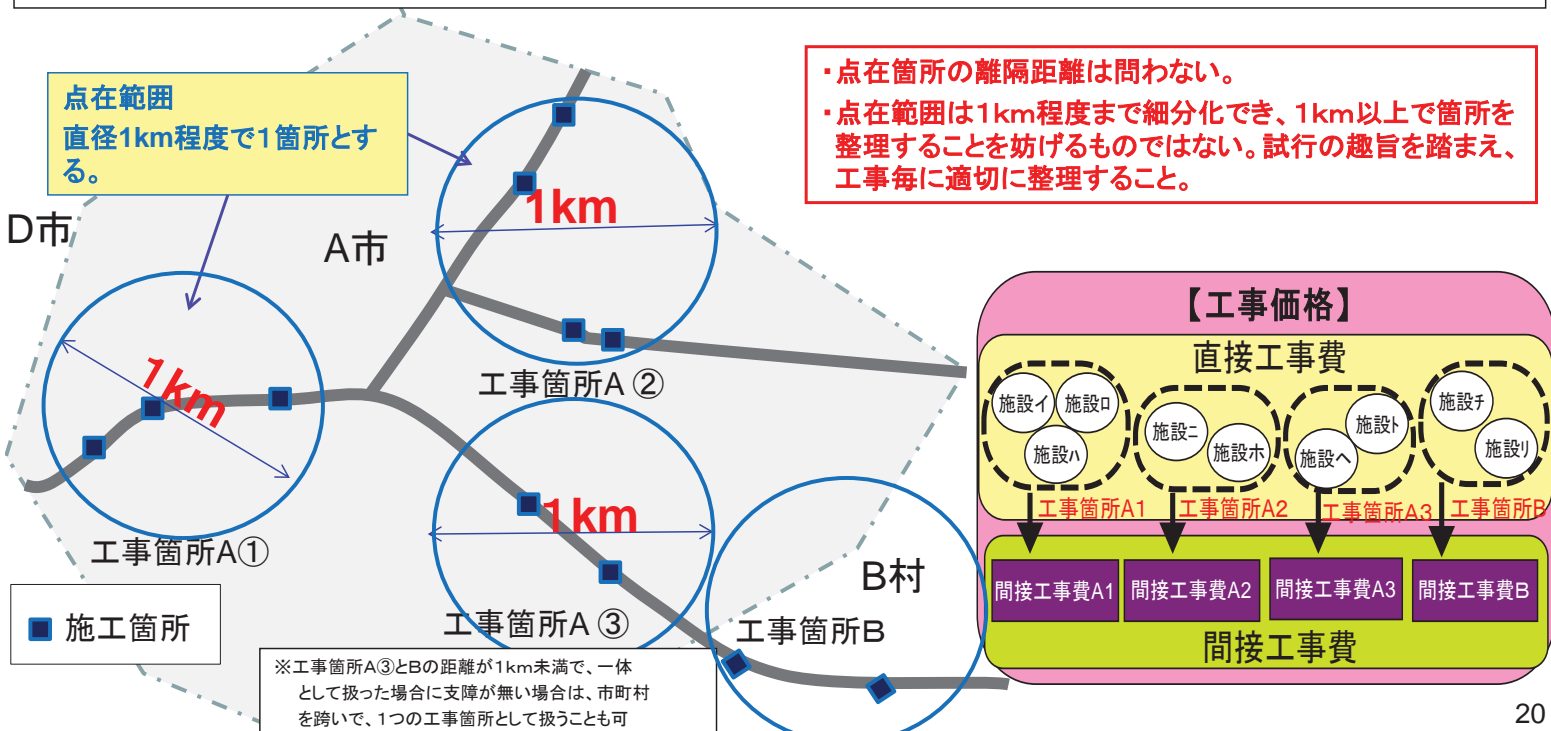 点在範囲
直径1km程度で1箇所とす
る。
・点在箇所の離隔距離は問わない。
・点在範囲は1km程度まで細分化でき、1km以上で箇所を
整理することを妨げるものではない。試行の趣旨を踏まえ、
工事毎に適切に整理すること。
D市
A市
1km
工事箇所A②
1km
工事箇所A①
1km
工事箇所A③
B村
工事箇所B
施工箇所
※工事箇所A③とBの距離が1km未満で、一体
として扱った場合に支障が無い場合は、市町村
を跨いで、1つの工事箇所として扱うことも可
【工事価格】
直接工事費
施設イ
施設ロ
施設ハ
施設ニ
施設ホ
施設ヘ
施設ト
施設チ
施設リ
工事箇所A1
工事箇所A2
工事箇所A3
工事箇所B
間接工事費A1
間接工事費A2
間接工事費A3
間接工事費B
間接工事費
20